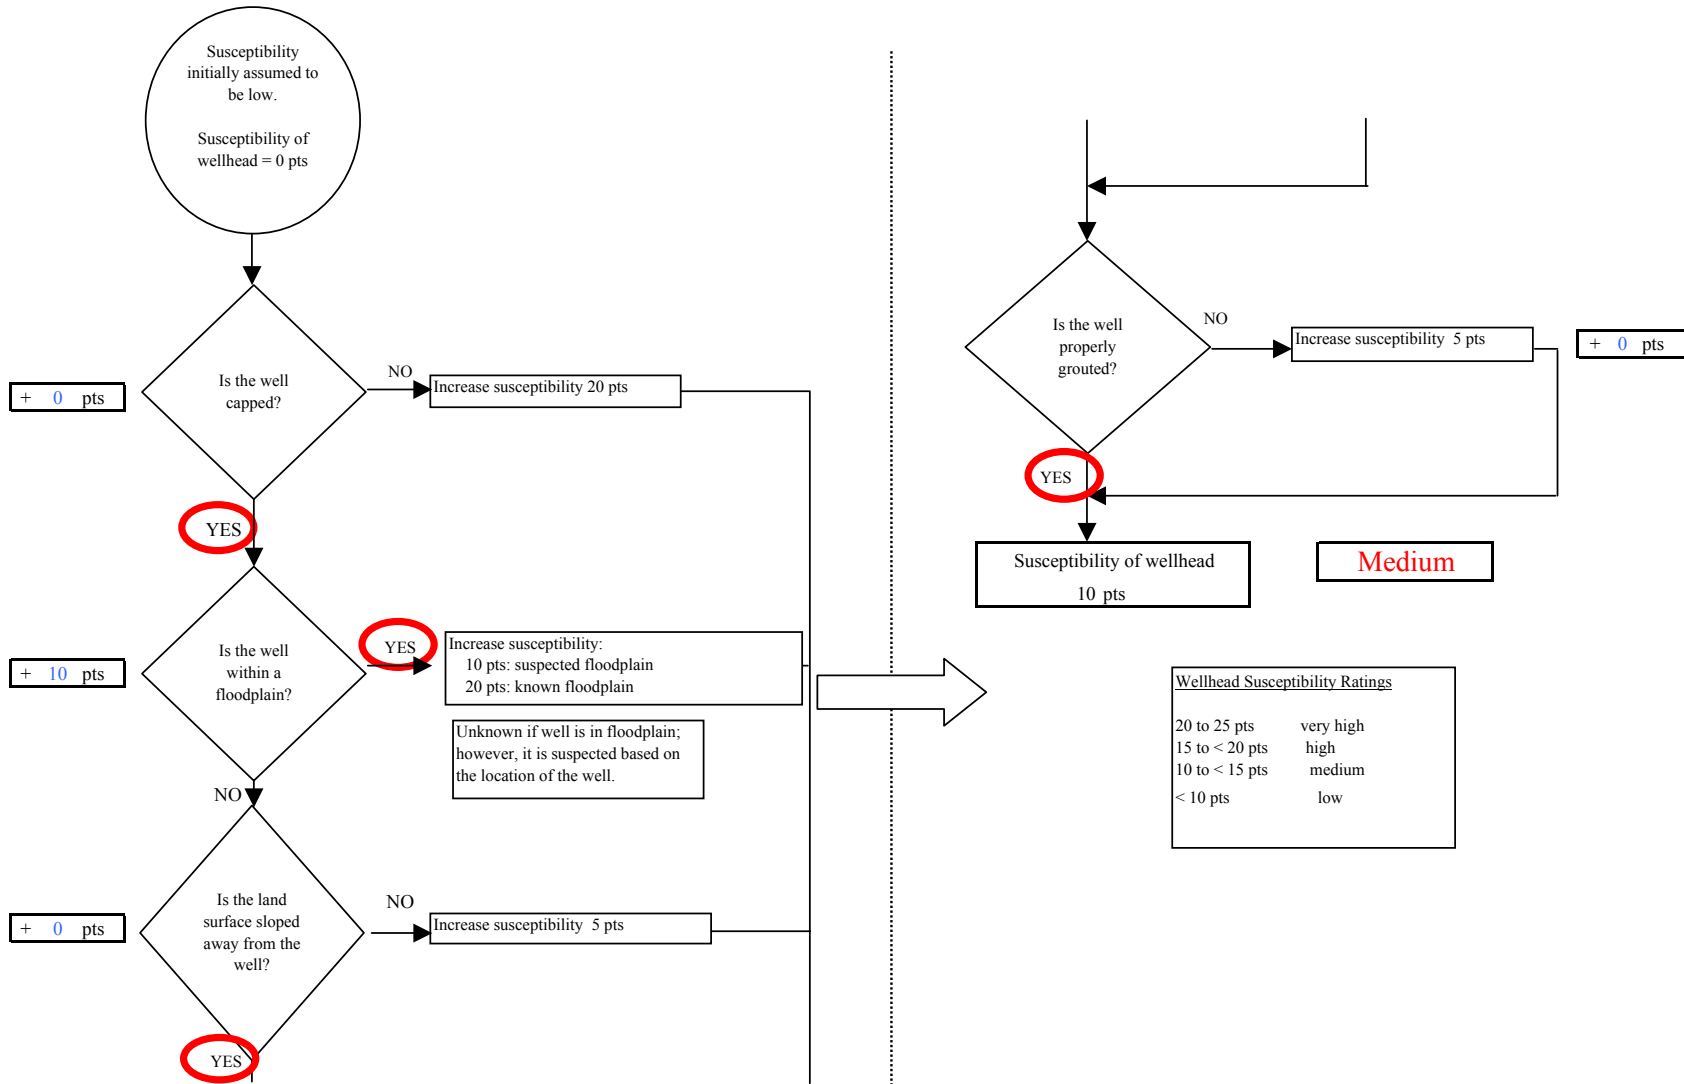 Susceptibility
initially assumed to
be low.
Susceptibility of
wellhead = 0 pts
Is the well
capped?
NO
Increase susceptibility 20 pts
+ 0 pts
YES
Is the well
within a
floodplain?
YES
Increase susceptibility:
10 pts: suspected floodplain
20 pts: known floodplain
+ 10 pts
Unknown if well is in floodplain;
however, it is suspected based on
the location of the well.
NO
Is the land
surface sloped
away from the
well?
NO
Increase susceptibility 5 pts
+ 0 pts
YES
Is the well
properly
grouted?
NO
Increase susceptibility 5 pts
+ 0 pts
YES
Susceptibility of wellhead
10 pts
Medium
Wellhead Susceptibility Ratings
20 to 25 pts very high
15 to < 20 pts high
10 to < 15 pts medium
< 10 pts low